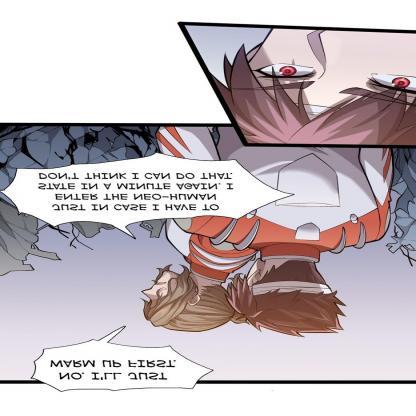 NO, I'LL JUST
WARM UP FIRST.
JUST IN CASE I HAVE TO
ENTER THE NEO-HUMAN
STATE IN A MINUTE AGAIN. I
DON'T THINK I CAN DO THAT.